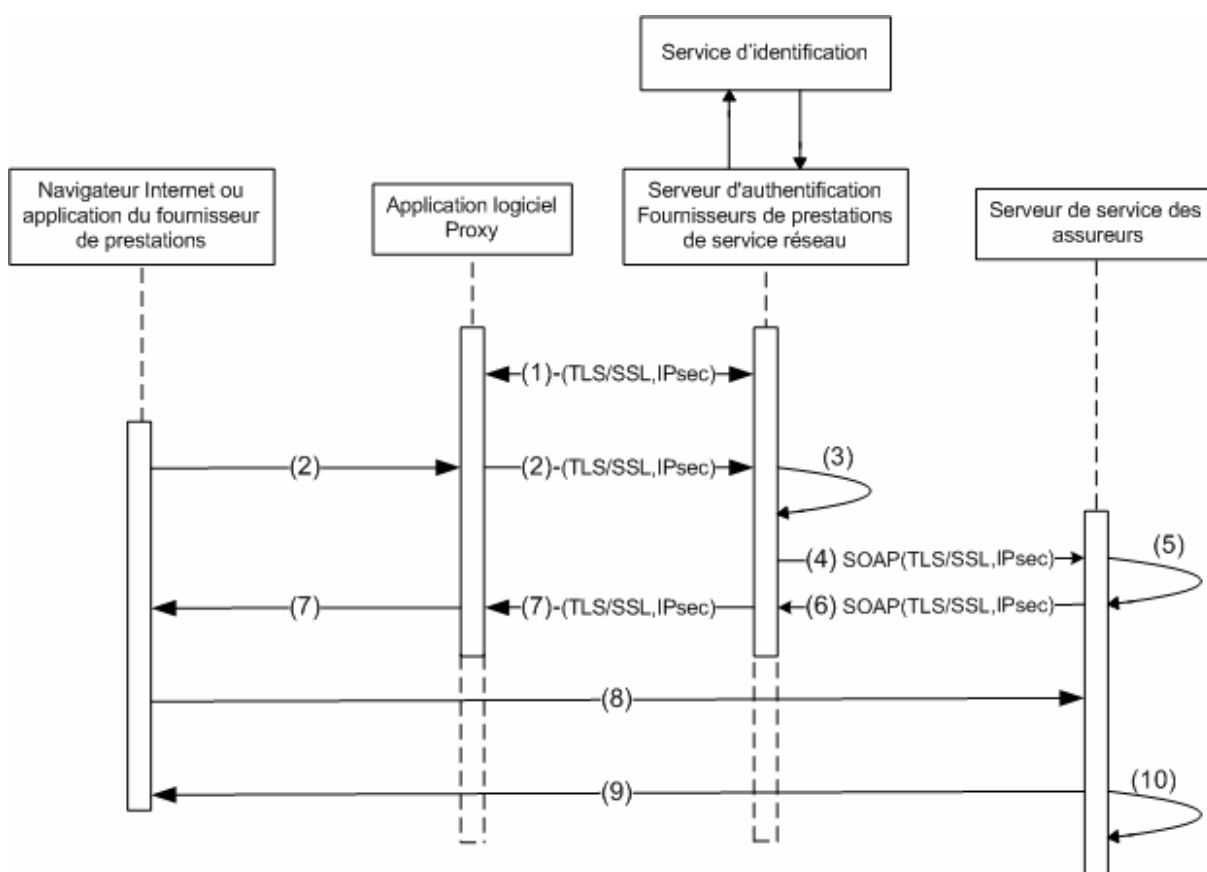 Service d'identification
Navigateur Internet ou
application du fournisseur
de prestations
Application logiciel
Proxy
Serveur d'authentification
Fournisseurs de prestations
de service réseau
Serveur de service des
assureurs
(1)-(TLS/SSL,IPsec)
(2)
(2)-(TLS/SSL,IPsec)
(3)
(4) SOAP(TLS/SSL,IPsec)
(5)
(7)
(7)-(TLS/SSL,IPsec)
(6) SOAP(TLS/SSL,IPsec)
(8)
(9)
(10)